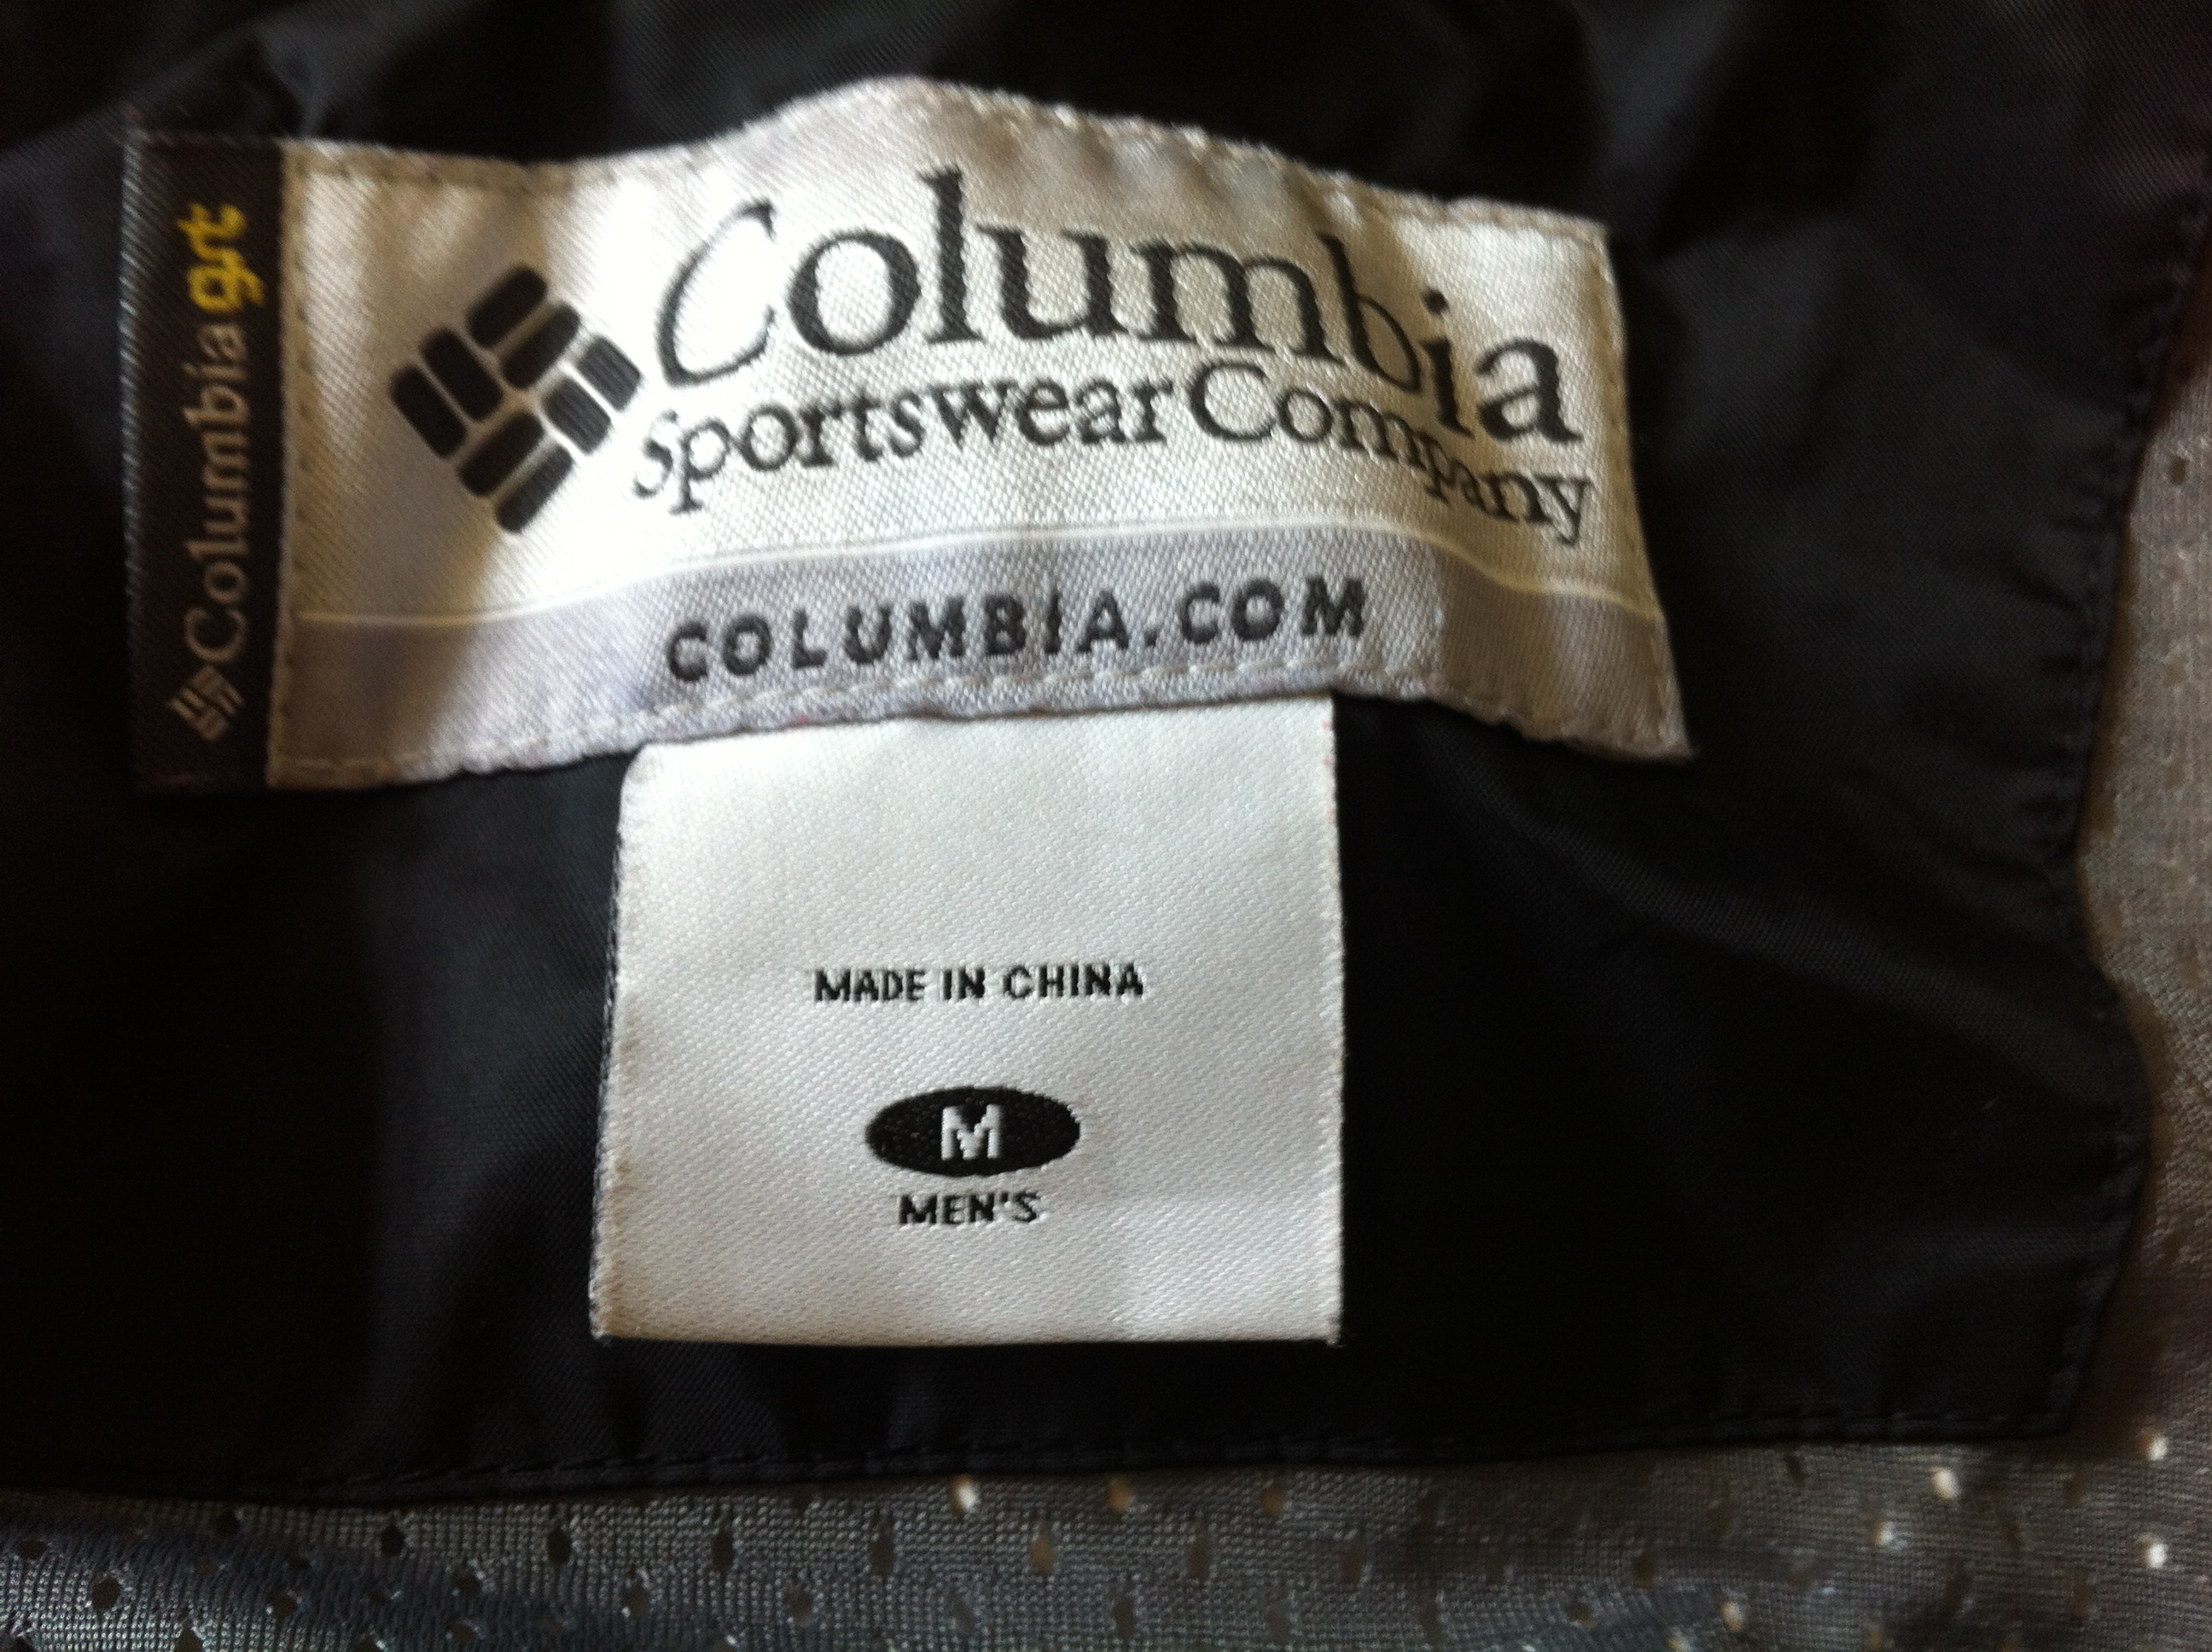 Columbia grt
Columbia
Sportswear Company
COLUMBIA.COM
MADE IN CHINA
M
MEN'S